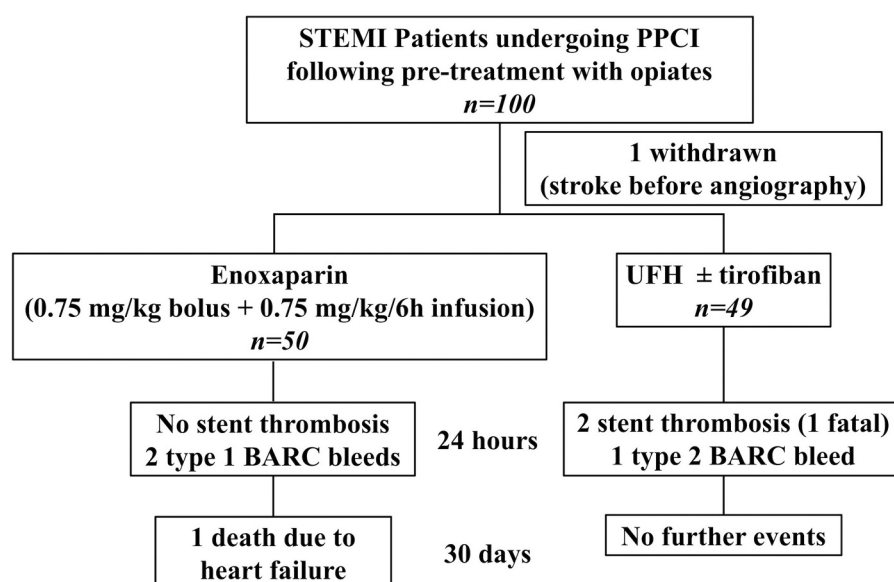 STEMI Patients undergoing PPCI
following pre-treatment with opiates
n=100
1 withdrawn
(stroke before angiography)
Enoxaparin
(0.75 mg/kg bolus + 0.75 mg/kg/6h infusion)
n=50
UFH ± tirofiban
n=49
No stent thrombosis
2 type 1 BARC bleeds
24 hours
2 stent thrombosis (1 fatal)
1 type 2 BARC bleed
1 death due to
heart failure
30 days
No further events